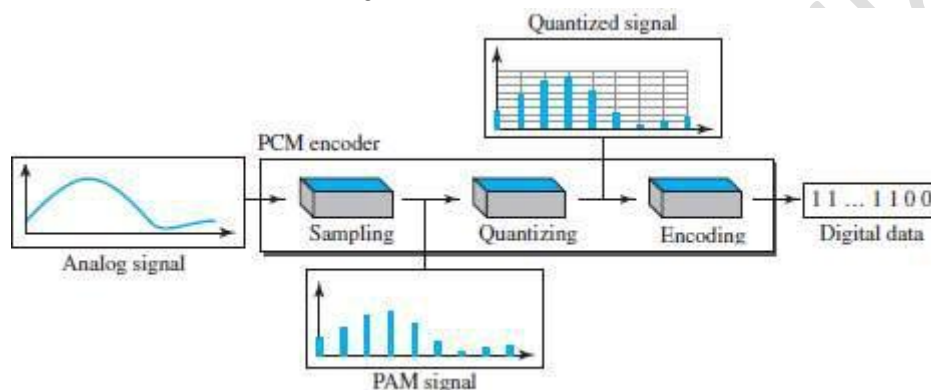 Quantized signal
PCM encoder
Sampling
Quantizing
Encoding
11 ... 1100
Digital data
Analog signal
PAM signal